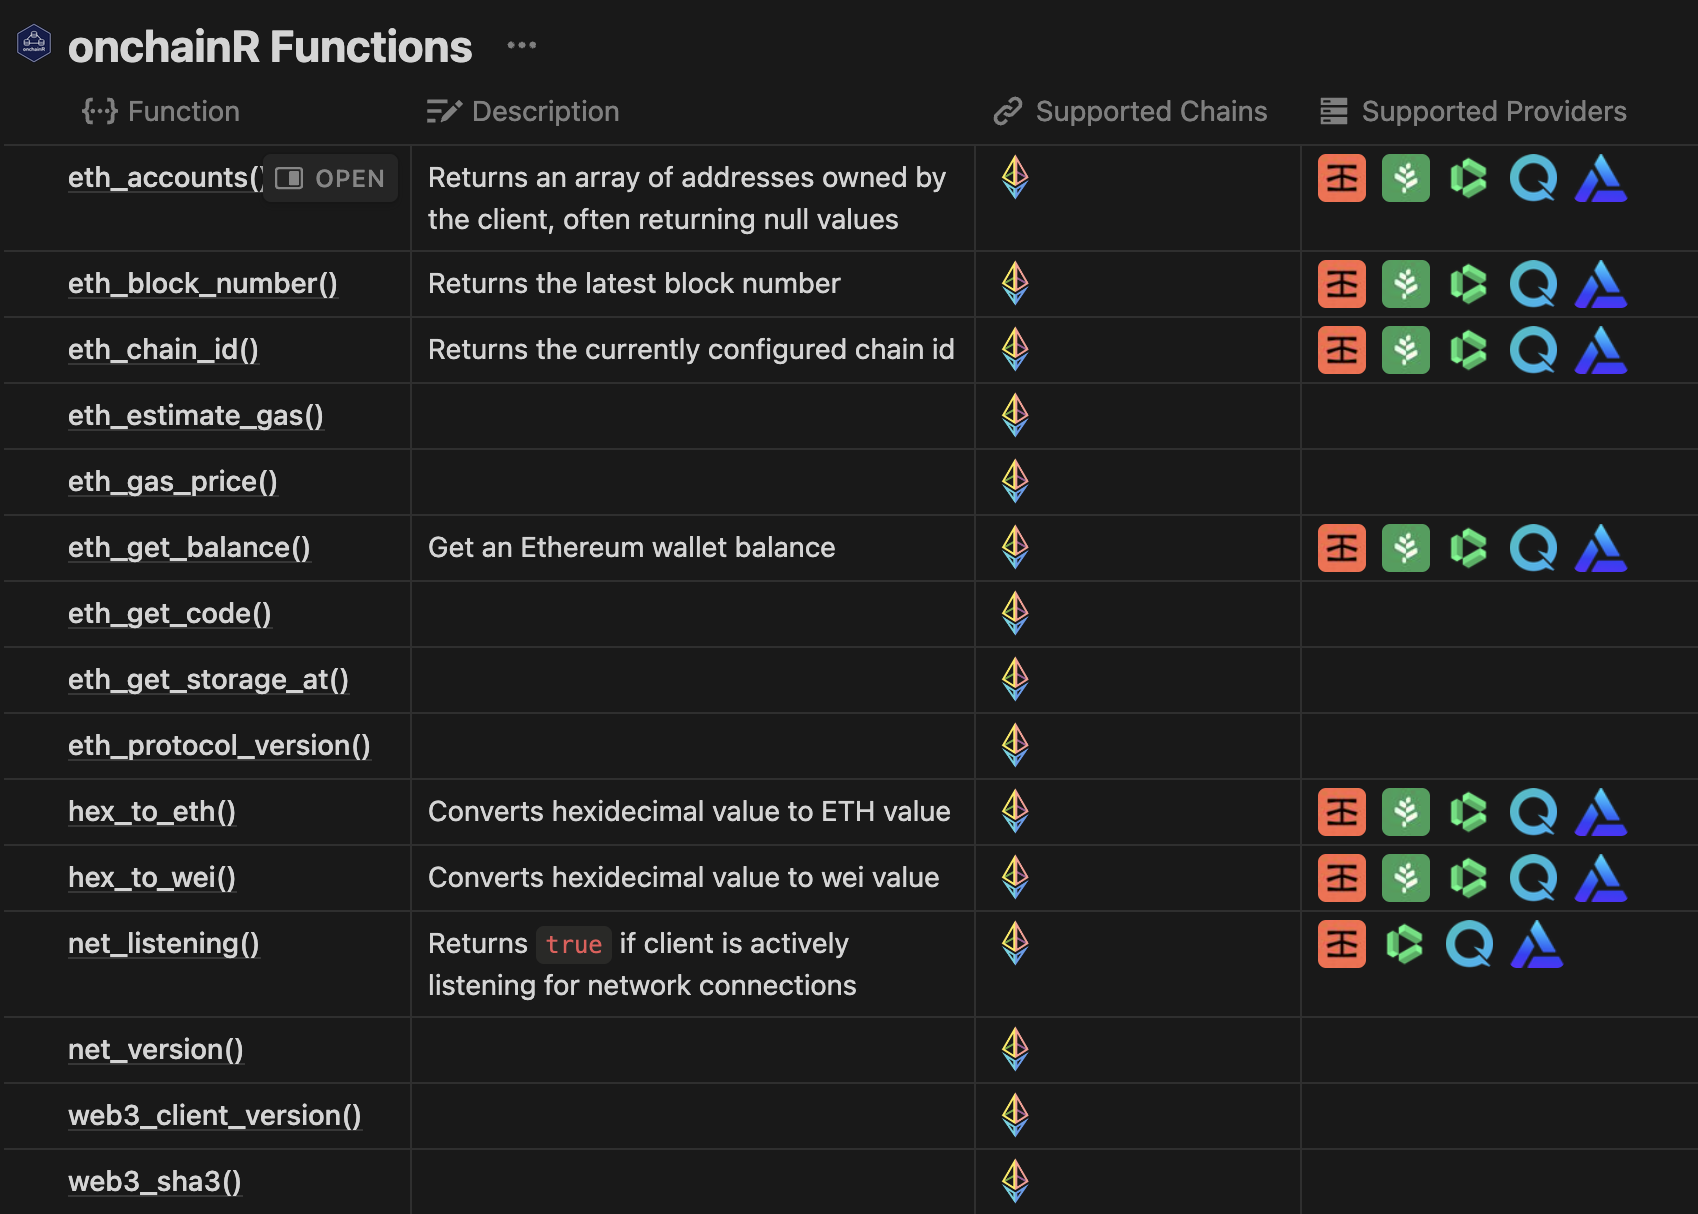 onchainR Functions
Function Description Supported Chains Supported Providers
eth_accounts() OPEN Returns an array of addresses owned by
the client, often returning null values
eth_block_number() Returns the latest block number
eth_chain_id() Returns the currently configured chain id
eth_estimate_gas()
eth_gas_price()
eth_get_balance() Get an Ethereum wallet balance
eth_get_code()
eth_get_storage_at()
eth_protocol_version()
hex_to_eth() Converts hexidecimal value to ETH value
hex_to_wei() Converts hexidecimal value to wei value
net_listening() Returns true if client is actively
listening for network connections
net_version()
web3_client_version()
web3_sha3()